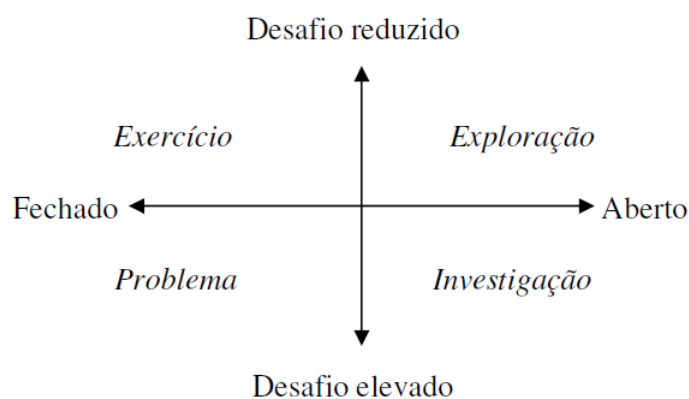 Desafio reduzido
Exercício
Exploração
Fechado
Aberto
Problema
Investigação
Desafio elevado